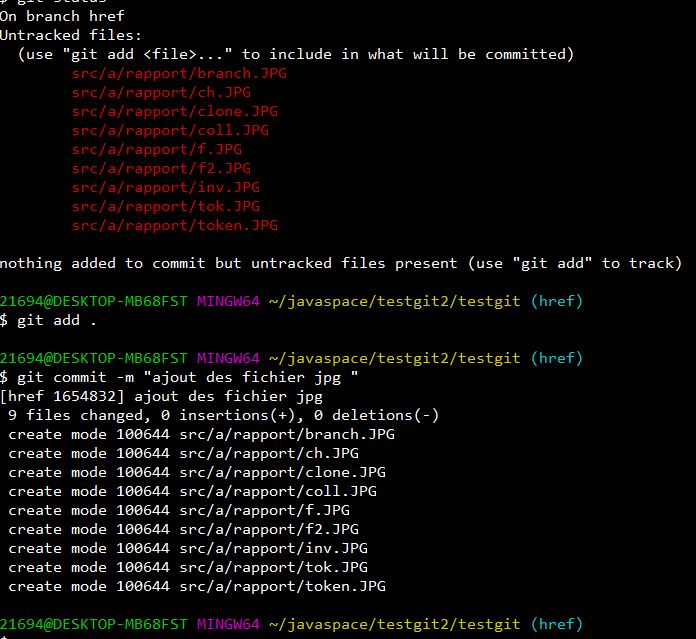 $ git status
On branch href
Untracked files:
  (use "git add <file>..." to include in what will be committed)
        src/a/rapport/branch.JPG
        src/a/rapport/ch.JPG
        src/a/rapport/clone.JPG
        src/a/rapport/coll.JPG
        src/a/rapport/f.JPG
        src/a/rapport/f2.JPG
        src/a/rapport/inv.JPG
        src/a/rapport/tok.JPG
        src/a/rapport/token.JPG
nothing added to commit but untracked files present (use "git add" to track)
21694@DESKTOP-MB68FST MINGW64 ~/javaspace/testgit2/testgit (href)
$ git add .
21694@DESKTOP-MB68FST MINGW64 ~/javaspace/testgit2/testgit (href)
$ git commit -m "ajout des fichier jpg "
[href 1654832] ajout des fichier jpg
 9 files changed, 0 insertions(+), 0 deletions(-)
 create mode 100644 src/a/rapport/branch.JPG
 create mode 100644 src/a/rapport/ch.JPG
 create mode 100644 src/a/rapport/clone.JPG
 create mode 100644 src/a/rapport/coll.JPG
 create mode 100644 src/a/rapport/f.JPG
 create mode 100644 src/a/rapport/f2.JPG
 create mode 100644 src/a/rapport/inv.JPG
 create mode 100644 src/a/rapport/tok.JPG
 create mode 100644 src/a/rapport/token.JPG
21694@DESKTOP-MB68FST MINGW64 ~/javaspace/testgit2/testgit (href)